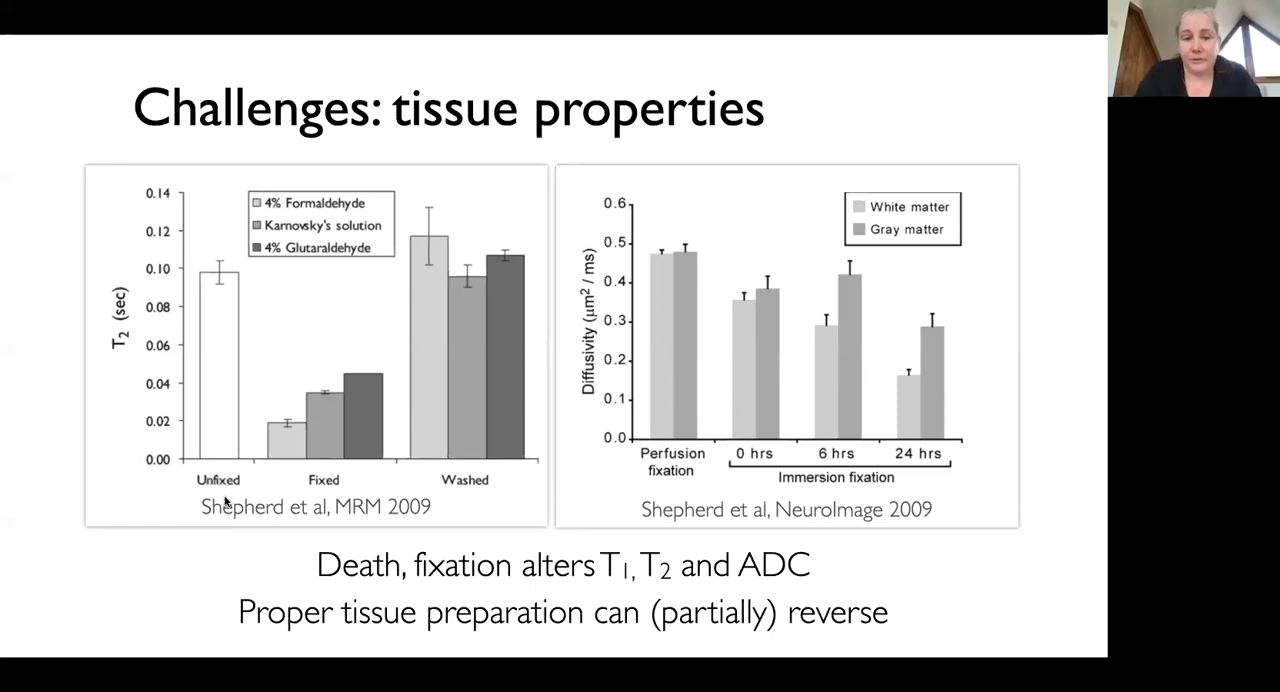 Challenges: tissue properties
0.14
0.12
0.10
0.08
0.06
0.04
0.02
0.00
T2 (sec)
4% Formaldehyde
Karnovsky's solution
4% Glutaraldehyde
Unfixed
Fixed
Washed
Shepherd et al, MRM 2009
0.6
0.5
0.4
0.3
0.2
0.1
0.0
Diffusivity (μm² / ms)
White matter
Gray matter
Perfusion
fixation
0 hrs
6 hrs
24 hrs
Immersion fixation
Shepherd et al, NeuroImage 2009
Death, fixation alters T1, T2 and ADC
Proper tissue preparation can (partially) reverse